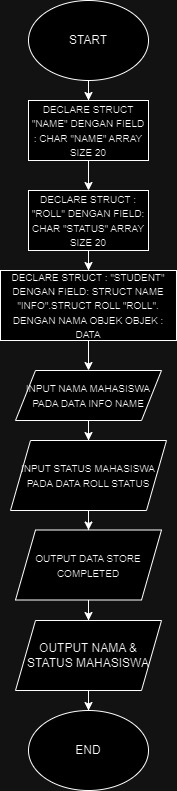 START
DECLARE STRUCT
"NAME" DENGAN FIELD
: CHAR "NAME" ARRAY
SIZE 20
DECLARE STRUCT :
"ROLL" DENGAN FIELD:
CHAR "STATUS" ARRAY
SIZE 20
DECLARE STRUCT : "STUDENT"
DENGAN FIELD: STRUCT NAME
"INFO".STRUCT ROLL "ROLL".
DENGAN NAMA OBJEK OBJEK :
DATA
INPUT NAMA MAHASISWA
PADA DATA INFO NAME
INPUT STATUS MAHASISWA
PADA DATA ROLL STATUS
OUTPUT DATA STORE
COMPLETED
OUTPUT NAMA &
STATUS MAHASISWA
END